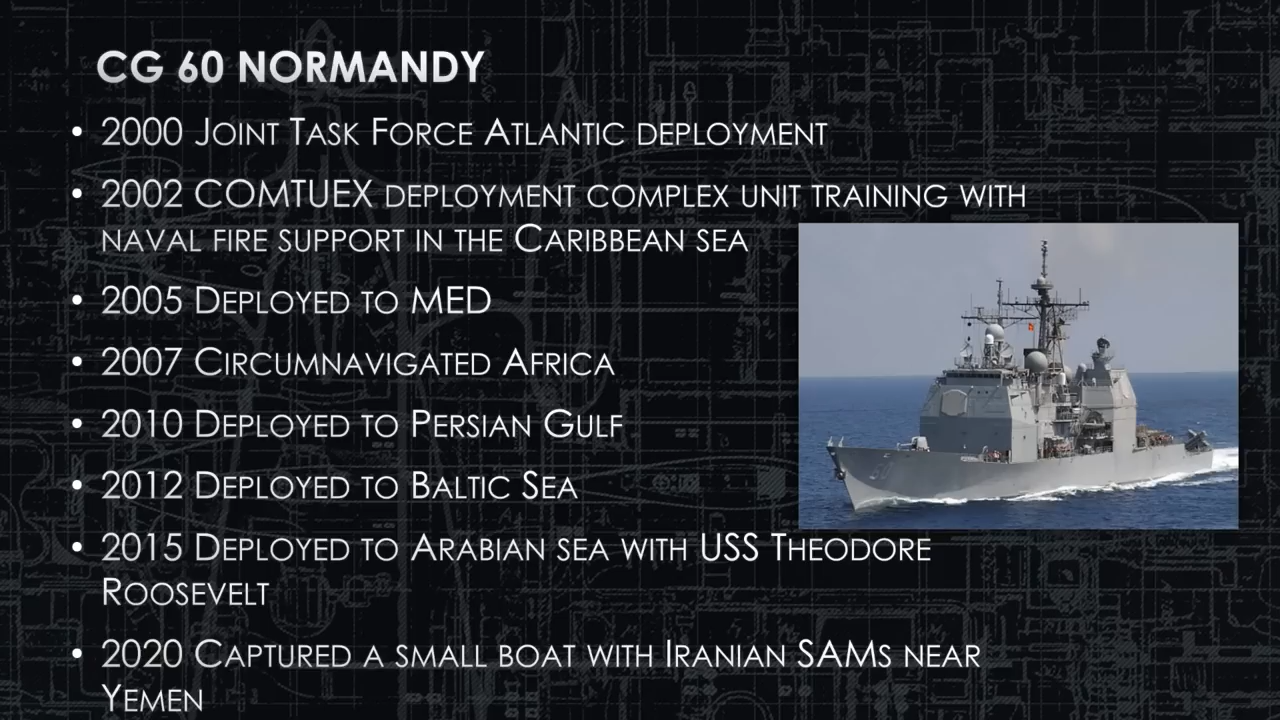 CG 60 NORMANDY
• 2000 JOINT TASK FORCE ATLANTIC DEPLOYMENT
• 2002 COMTUEX DEPLOYMENT COMPLEX UNIT TRAINING WITH
NAVAL FIRE SUPPORT IN THE CARIBBEAN SEA
• 2005 DEPLOYED TO MED
• 2007 CIRCUMNAVIGATED AFRICA
• 2010 DEPLOYED TO PERSIAN GULF
• 2012 DEPLOYED TO BALTIC SEA
• 2015 DEPLOYED TO ARABIAN SEA WITH USS THEODORE
ROOSEVELT
• 2020 CAPTURED A SMALL BOAT WITH IRANIAN SAMS NEAR
YEMEN